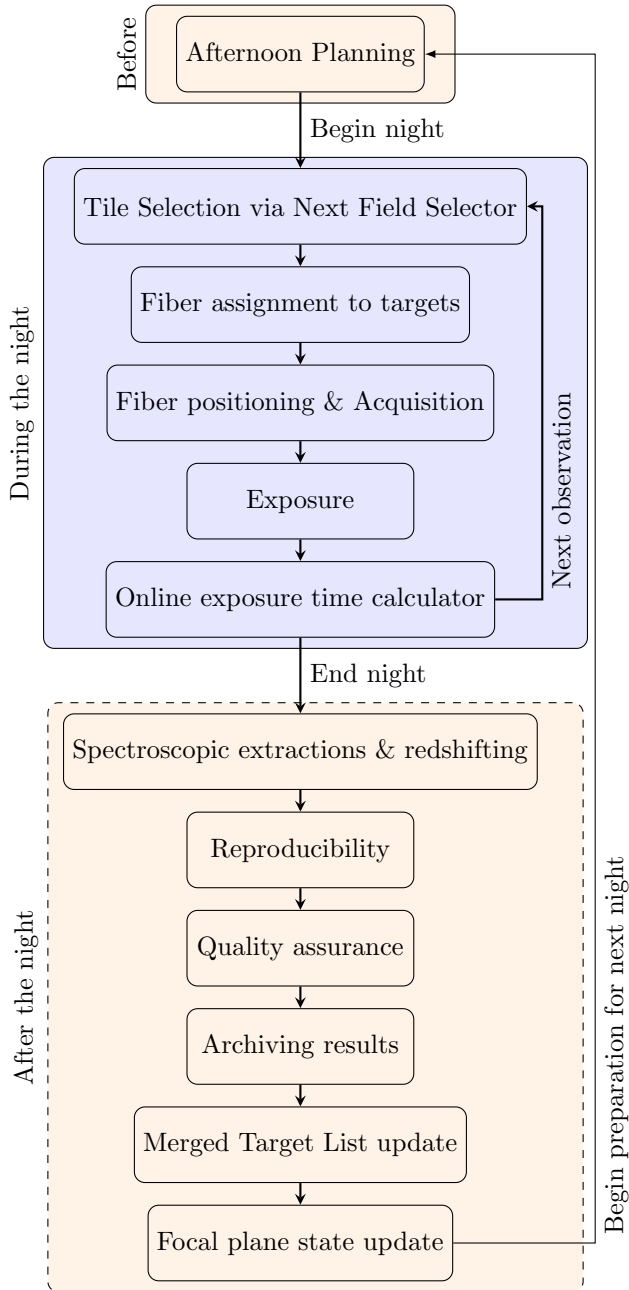 Before
Afternoon Planning
Begin night
During the night
Tile Selection via Next Field Selector
Fiber assignment to targets
Fiber positioning & Acquisition
Exposure
Online exposure time calculator
Next observation
End night
After the night
Spectroscopic extractions & redshifting
Reproducibility
Quality assurance
Archiving results
Merged Target List update
Focal plane state update
Begin preparation for next night